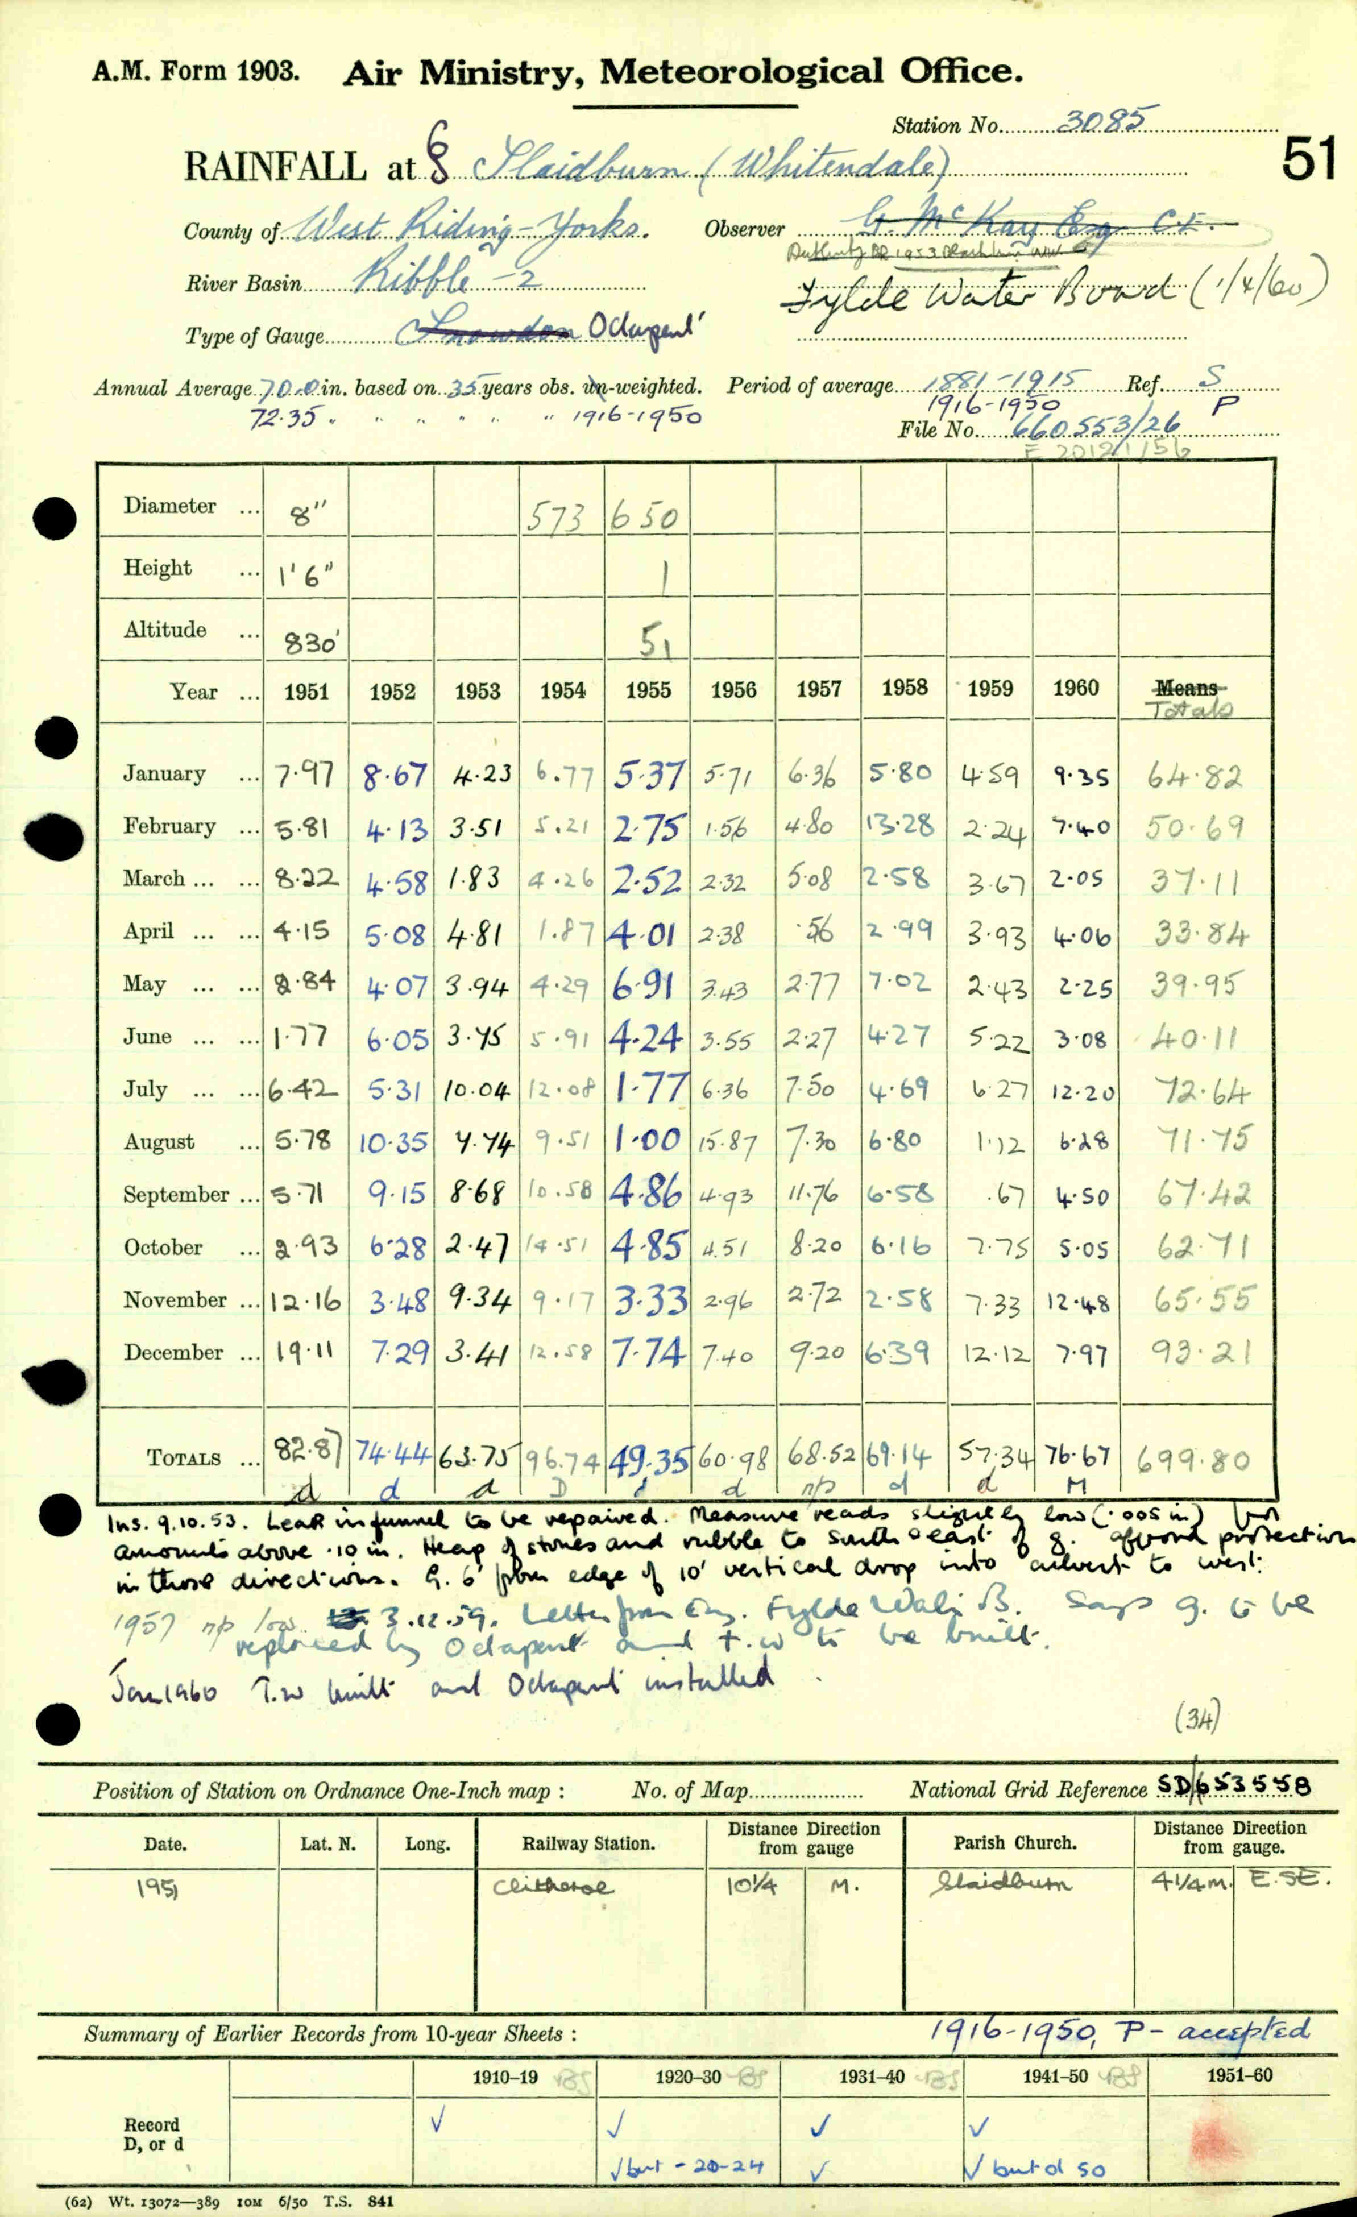 A.M. Form 1903. Air Ministry, Meteorological Office.
Station No. 3085
51
RAINFALL at Slaidburn (Whitendale)
County of West Riding - Yorks. Observer G. McKay Esq C.E.
River Basin Ribble - 2
Fylde Water Board (1/4/60)
Type of Gauge Snowdon Octapent
Annual Average 70.0 in. based on 35 years obs. un-weighted. Period of average 1881-1915 Ref. S
72.35 " " " " " 1916-1950 1916-1950 P
File No. 660553/26
E 2012/1/56
Diameter ... 8" 573 650
Height ... 1'6" 1
Altitude ... 830' 51
Year ... 1951 1952 1953 1954 1955 1956 1957 1958 1959 1960 Means
Totals
January ... 7.97 8.67 4.23 6.77 5.37 5.71 6.36 5.80 4.59 9.35 64.82
February ... 5.81 4.13 3.51 5.21 2.75 1.56 4.80 13.28 2.24 7.40 50.69
March ... ... 8.22 4.58 1.83 4.26 2.52 2.32 5.08 2.58 3.67 2.05 37.11
April ... ... 4.15 5.08 4.81 1.87 4.01 2.38 .56 2.99 3.93 4.06 33.84
May ... ... 2.84 4.07 3.94 4.29 6.91 3.43 2.77 7.02 2.43 2.25 39.95
June ... ... 1.77 6.05 3.75 5.91 4.24 3.55 2.27 4.27 5.22 3.08 40.11
July ... ... 6.42 5.31 10.04 12.08 1.77 6.36 7.50 4.69 6.27 12.20 72.64
August ... 5.78 10.35 7.74 9.51 1.00 15.87 7.30 6.80 1.12 6.28 71.75
September ... 5.71 9.15 8.68 10.58 4.86 4.93 11.76 6.58 .67 4.50 67.42
October ... 2.93 6.28 2.47 14.51 4.85 4.51 8.20 6.16 7.75 5.05 62.71
November ... 12.16 3.48 9.34 9.17 3.33 2.96 2.72 2.58 7.33 12.48 65.55
December ... 19.11 7.29 3.41 12.58 7.74 7.40 9.20 6.39 12.12 7.97 93.21
TOTALS ... 82.87 74.44 63.75 96.74 49.35 60.98 68.52 69.14 57.34 76.67 699.80
d d d D d d n/p d d M
Ins. 9.10.53. Leak in funnel to be repaired. Measure reads slightly low (.005 in) for
amounts above .10 in. Heap of stones and rubble to south & east of g. afford protection
in those directions. G. 6' from edge of 10' vertical drop into culvert to west.
1957 n/p low 3.12.59. Letter from Eng. Fylde Water B. Says g. to be
replaced by Octapent and t.w to be built.
Jan 1960 T.W built and Octapent installed
(34)
Position of Station on Ordnance One-Inch map : No. of Map National Grid Reference SD/653558
Date. Lat. N. Long. Railway Station. Distance from Direction gauge Parish Church. Distance from Direction gauge.
1951 Clitheroe 10¼ M. Slaidburn 4¼ m. E.SE.
Summary of Earlier Records from 10-year Sheets : 1916-1950, P - accepted
1910–19 BS 1920–30 BS 1931–40 BS 1941–50 BS 1951–60
Record
D, or d
√ √ √ √
√ but - 20-24 √ √ but d 50
(62) Wt. 13072—389 10M 6/50 T.S. 841